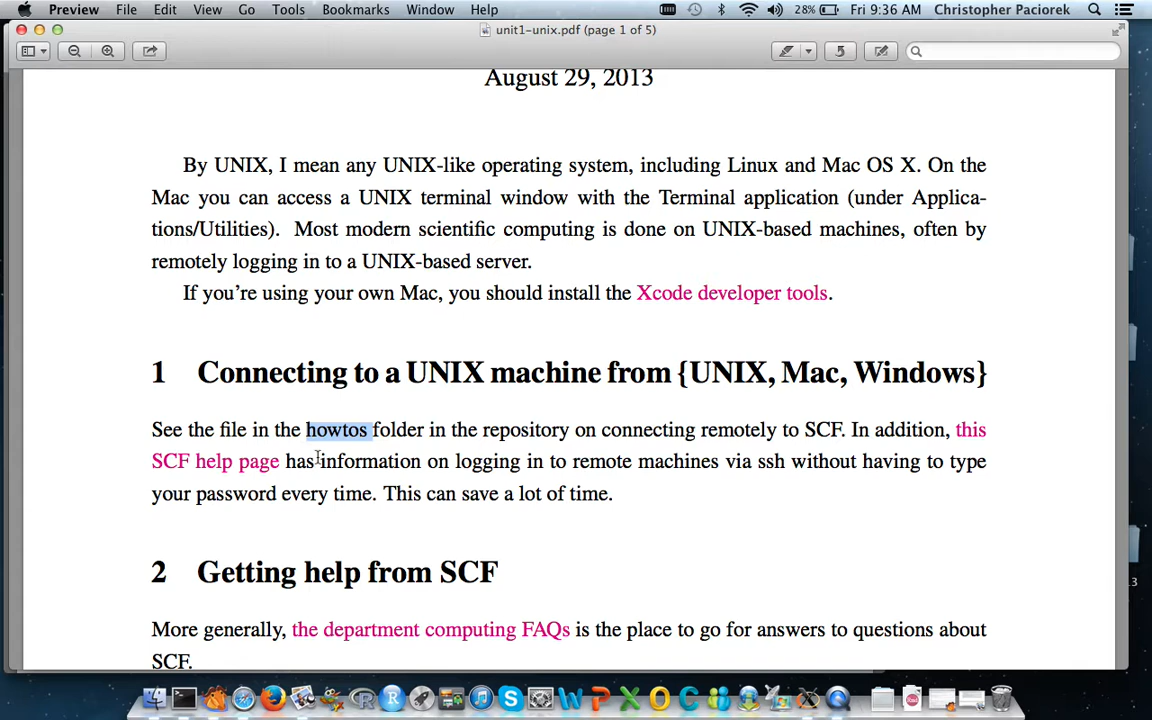 Preview File Edit View Go Tools Bookmarks Window Help 28% Fri 9:36 AM Christopher Paciorek
unit1-unix.pdf (page 1 of 5)
August 29, 2013
By UNIX, I mean any UNIX-like operating system, including Linux and Mac OS X. On the
Mac you can access a UNIX terminal window with the Terminal application (under Applica-
tions/Utilities). Most modern scientific computing is done on UNIX-based machines, often by
remotely logging in to a UNIX-based server.
If you're using your own Mac, you should install the Xcode developer tools.
1 Connecting to a UNIX machine from {UNIX, Mac, Windows}
See the file in the howtos folder in the repository on connecting remotely to SCF. In addition, this
SCF help page has information on logging in to remote machines via ssh without having to type
your password every time. This can save a lot of time.
2 Getting help from SCF
More generally, the department computing FAQs is the place to go for answers to questions about
SCF.